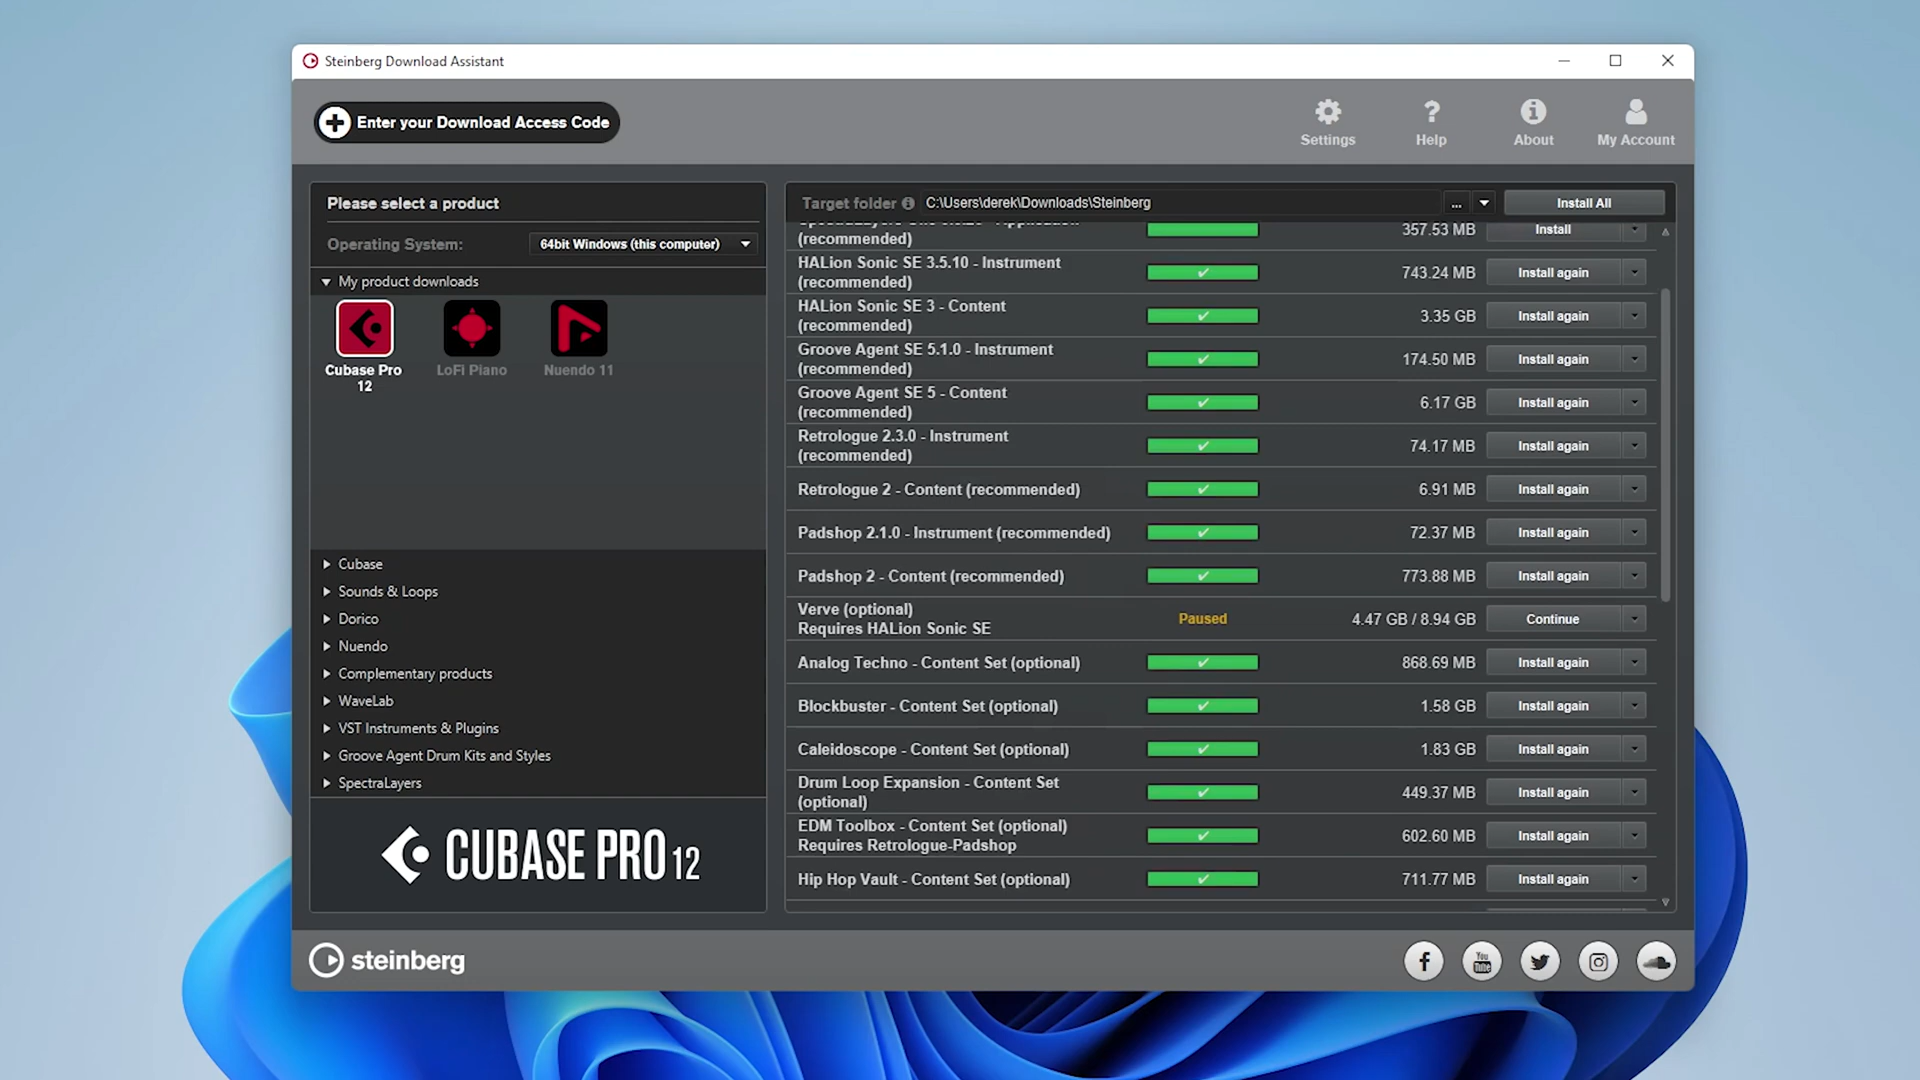 Steinberg Download Assistant
Enter your Download Access Code
Settings
Help
About
My Account
Please select a product
Operating System:
64bit Windows (this computer)
My product downloads
Cubase Pro
12
LoFi Piano
Nuendo 11
Cubase
Sounds & Loops
Dorico
Nuendo
Complementary products
WaveLab
VST Instruments & Plugins
Groove Agent Drum Kits and Styles
SpectraLayers
CUBASE PRO 12
Target folder
C:\Users\derek\Downloads\Steinberg
...
Install All
(recommended)
357.53 MB
Install
HALion Sonic SE 3.5.10 - Instrument
(recommended)
743.24 MB
Install again
HALion Sonic SE 3 - Content
(recommended)
3.35 GB
Install again
Groove Agent SE 5.1.0 - Instrument
(recommended)
174.50 MB
Install again
Groove Agent SE 5 - Content
(recommended)
6.17 GB
Install again
Retrologue 2.3.0 - Instrument
(recommended)
74.17 MB
Install again
Retrologue 2 - Content (recommended)
6.91 MB
Install again
Padshop 2.1.0 - Instrument (recommended)
72.37 MB
Install again
Padshop 2 - Content (recommended)
773.88 MB
Install again
Verve (optional)
Requires HALion Sonic SE
Paused
4.47 GB / 8.94 GB
Continue
Analog Techno - Content Set (optional)
868.69 MB
Install again
Blockbuster - Content Set (optional)
1.58 GB
Install again
Caleidoscope - Content Set (optional)
1.83 GB
Install again
Drum Loop Expansion - Content Set
(optional)
449.37 MB
Install again
EDM Toolbox - Content Set (optional)
Requires Retrologue-Padshop
602.60 MB
Install again
Hip Hop Vault - Content Set (optional)
711.77 MB
Install again
steinberg
You
Tube